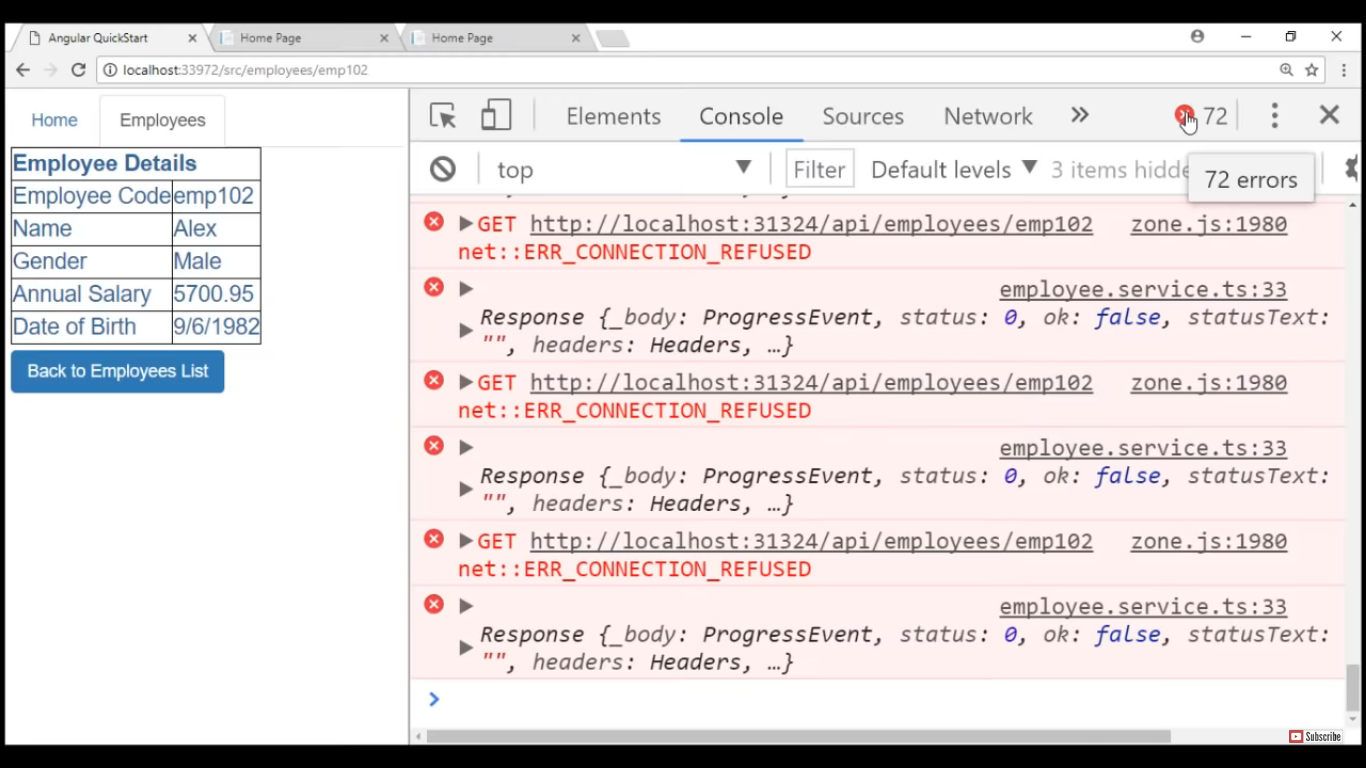 Angular QuickStart
Home Page
Home Page
localhost:33972/src/employees/emp102
Home
Employees
Employee Details
Employee Code emp102
Name Alex
Gender Male
Annual Salary 5700.95
Date of Birth 9/6/1982
Back to Employees List
Elements Console Sources Network 72
top Filter Default levels 3 items hidde
72 errors
GET http://localhost:31324/api/employees/emp102 zone.js:1980
net::ERR_CONNECTION_REFUSED
employee.service.ts:33
Response {_body: ProgressEvent, status: 0, ok: false, statusText:
"", headers: Headers, …}
GET http://localhost:31324/api/employees/emp102 zone.js:1980
net::ERR_CONNECTION_REFUSED
employee.service.ts:33
Response {_body: ProgressEvent, status: 0, ok: false, statusText:
"", headers: Headers, …}
GET http://localhost:31324/api/employees/emp102 zone.js:1980
net::ERR_CONNECTION_REFUSED
employee.service.ts:33
Response {_body: ProgressEvent, status: 0, ok: false, statusText:
"", headers: Headers, …}
Subscribe